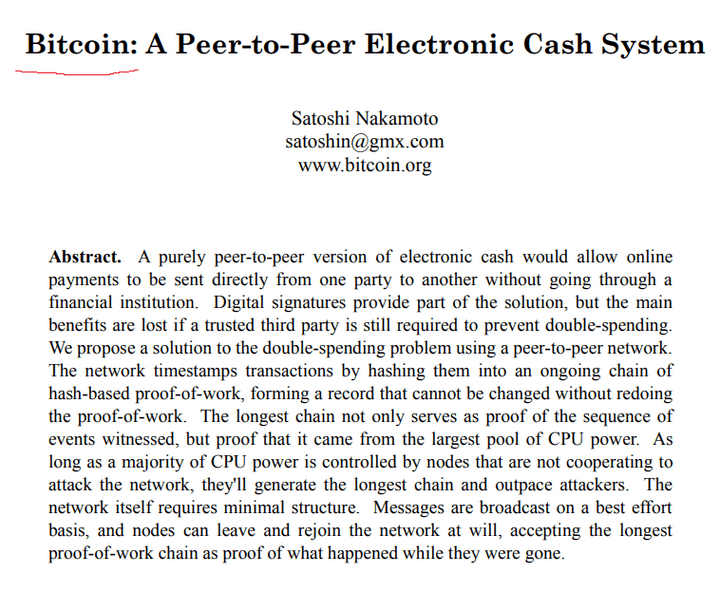 Bitcoin: A Peer-to-Peer Electronic Cash System
Satoshi Nakamoto
satoshin@gmx.com
www.bitcoin.org
Abstract. A purely peer-to-peer version of electronic cash would allow online
payments to be sent directly from one party to another without going through a
financial institution. Digital signatures provide part of the solution, but the main
benefits are lost if a trusted third party is still required to prevent double-spending.
We propose a solution to the double-spending problem using a peer-to-peer network.
The network timestamps transactions by hashing them into an ongoing chain of
hash-based proof-of-work, forming a record that cannot be changed without redoing
the proof-of-work. The longest chain not only serves as proof of the sequence of
events witnessed, but proof that it came from the largest pool of CPU power. As
long as a majority of CPU power is controlled by nodes that are not cooperating to
attack the network, they'll generate the longest chain and outpace attackers. The
network itself requires minimal structure. Messages are broadcast on a best effort
basis, and nodes can leave and rejoin the network at will, accepting the longest
proof-of-work chain as proof of what happened while they were gone.